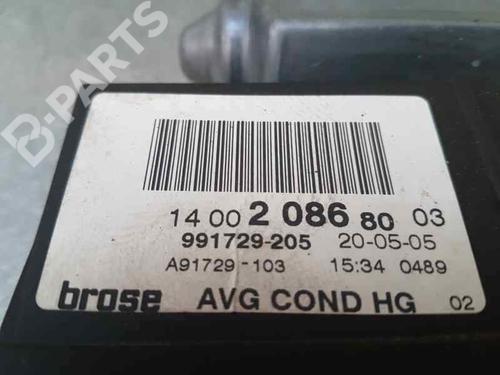 B-PARTS
14 00 2 086 80 03
991729-205 20-05-05
A91729-103 15:34 0489
brose AVG COND HG 02